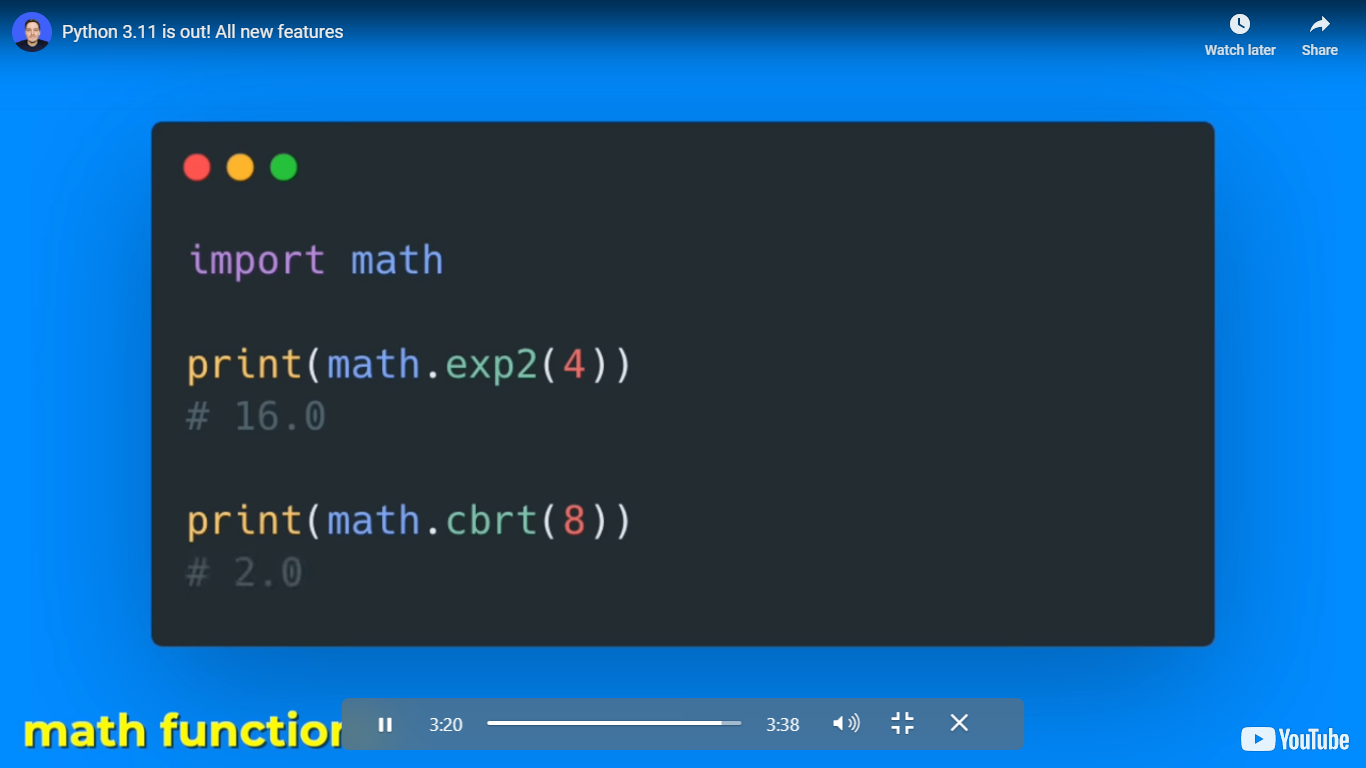 Python 3.11 is out! All new features
Watch later
Share
import math
print(math.exp2(4))
# 16.0
print(math.cbrt(8))
# 2.0
math function
3:20
3:38
YouTube